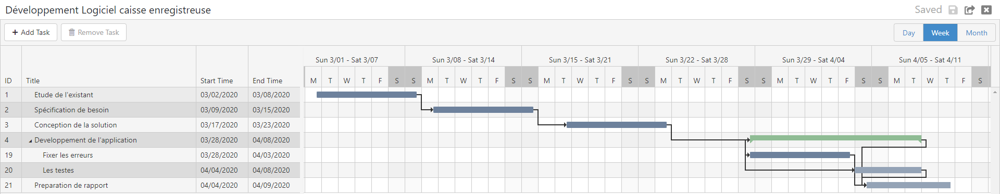 Développement Logiciel caisse enregistreuse Saved
+ Add Task Remove Task Day Week Month
Sun 3/01 - Sat 3/07 Sun 3/08 - Sat 3/14 Sun 3/15 - Sat 3/21 Sun 3/22 - Sat 3/28 Sun 3/29 - Sat 4/04 Sun 4/05 - Sat 4/11
ID Title Start Time End Time M T W T F S S M T W T F S S M T W T F S S M T W T F S S M T W T F S S M T W T F S
1 Etude de l'existant 03/02/2020 03/08/2020
2 Spécification de besoin 03/09/2020 03/15/2020
3 Conception de la solution 03/17/2020 03/23/2020
4 Developpement de l'application 03/28/2020 04/08/2020
19 Fixer les erreurs 03/28/2020 04/03/2020
20 Les testes 04/04/2020 04/08/2020
21 Preparation de rapport 04/04/2020 04/09/2020